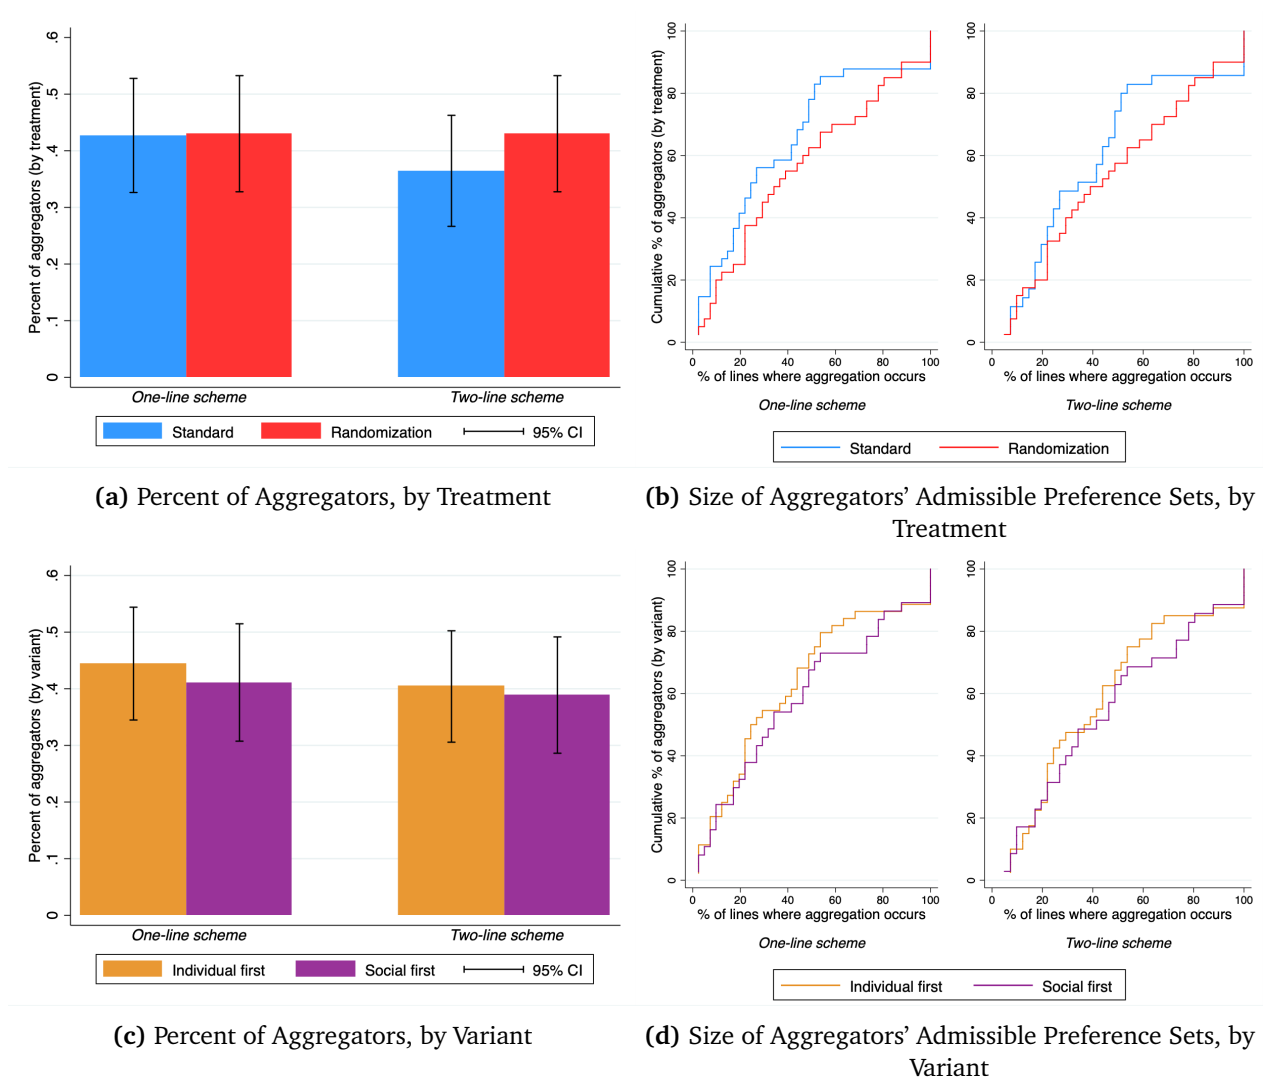 Percent of aggregators (by treatment)
0 .1 .2 .3 .4 .5 .6
One-line scheme Two-line scheme
Standard Randomization 95% CI
(a) Percent of Aggregators, by Treatment
Cumulative % of aggregators (by treatment)
0 20 40 60 80 100
0 20 40 60 80 100
% of lines where aggregation occurs
One-line scheme
0 20 40 60 80 100
0 20 40 60 80 100
% of lines where aggregation occurs
Two-line scheme
Standard Randomization
(b) Size of Aggregators’ Admissible Preference Sets, by
Treatment
Percent of aggregators (by variant)
0 .1 .2 .3 .4 .5 .6
One-line scheme Two-line scheme
Individual first Social first 95% CI
(c) Percent of Aggregators, by Variant
Cumulative % of aggregators (by variant)
0 20 40 60 80 100
0 20 40 60 80 100
% of lines where aggregation occurs
One-line scheme
0 20 40 60 80 100
0 20 40 60 80 100
% of lines where aggregation occurs
Two-line scheme
Individual first Social first
(d) Size of Aggregators’ Admissible Preference Sets, by
Variant